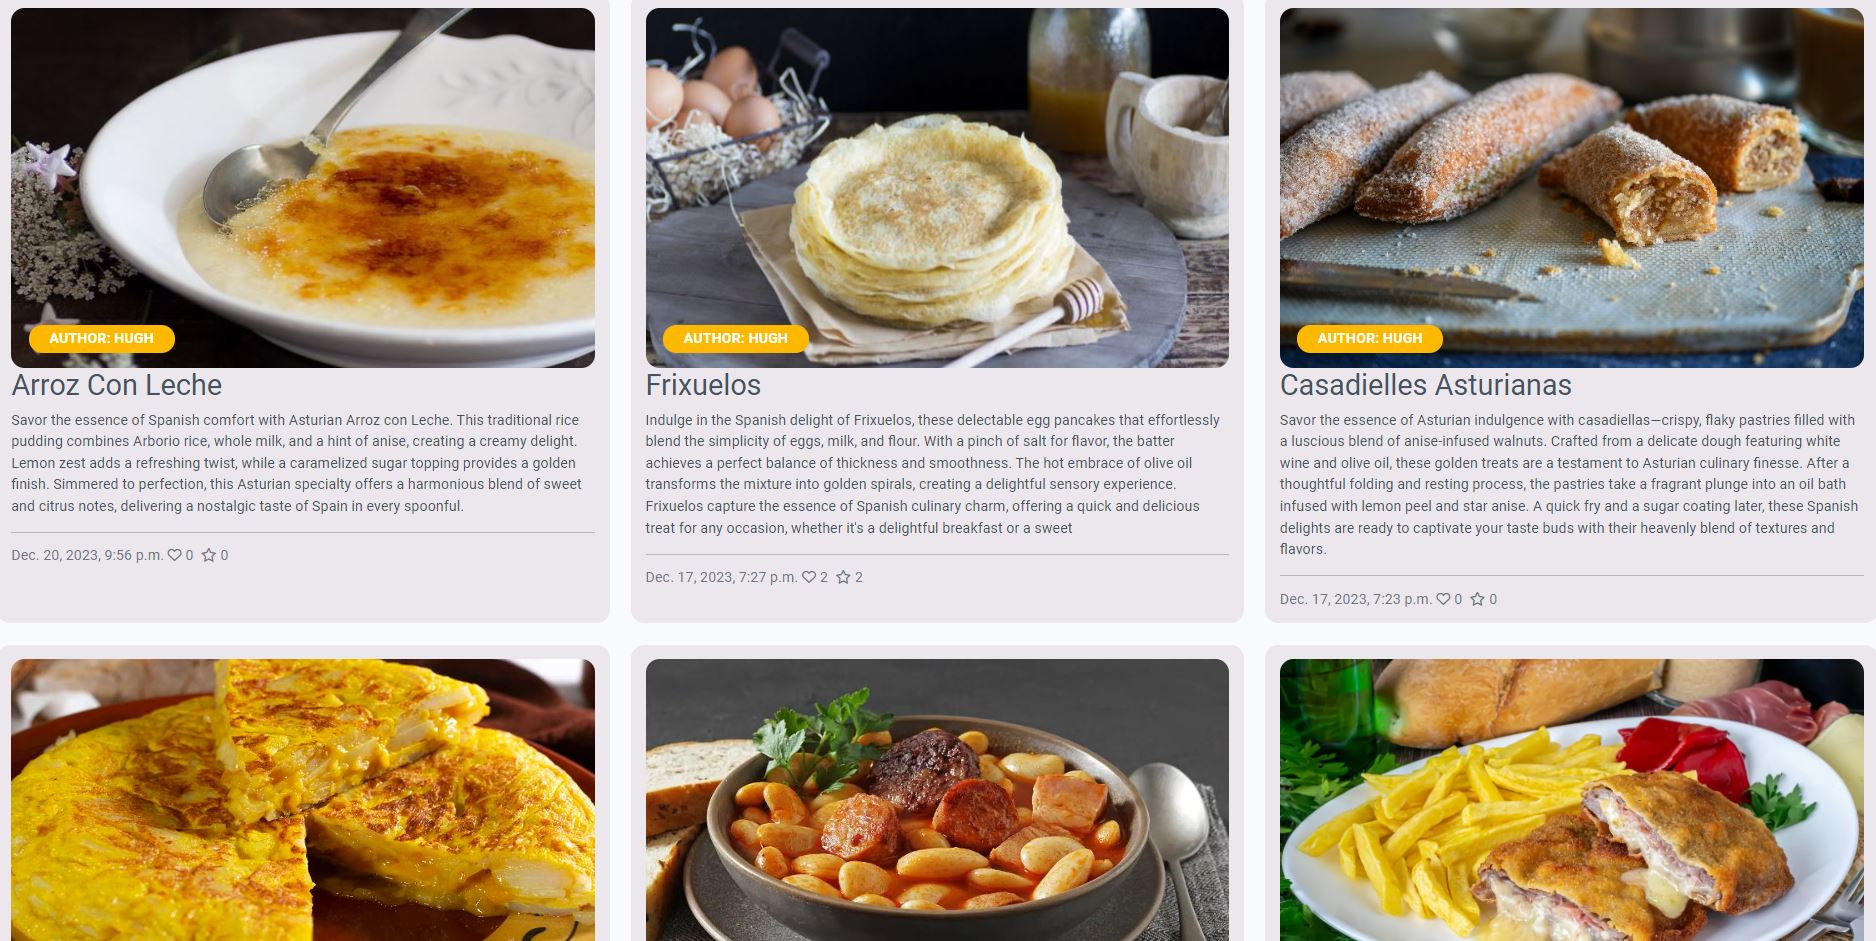 AUTHOR: HUGH
Arroz Con Leche
Savor the essence of Spanish comfort with Asturian Arroz con Leche. This traditional rice
pudding combines Arborio rice, whole milk, and a hint of anise, creating a creamy delight.
Lemon zest adds a refreshing twist, while a caramelized sugar topping provides a golden
finish. Simmered to perfection, this Asturian specialty offers a harmonious blend of sweet
and citrus notes, delivering a nostalgic taste of Spain in every spoonful.
Dec. 20, 2023, 9:56 p.m. 0 0
AUTHOR: HUGH
Frixuelos
Indulge in the Spanish delight of Frixuelos, these delectable egg pancakes that effortlessly
blend the simplicity of eggs, milk, and flour. With a pinch of salt for flavor, the batter
achieves a perfect balance of thickness and smoothness. The hot embrace of olive oil
transforms the mixture into golden spirals, creating a delightful sensory experience.
Frixuelos capture the essence of Spanish culinary charm, offering a quick and delicious
treat for any occasion, whether it's a delightful breakfast or a sweet
Dec. 17, 2023, 7:27 p.m. 2 2
AUTHOR: HUGH
Casadielles Asturianas
Savor the essence of Asturian indulgence with casadiellas—crispy, flaky pastries filled with
a luscious blend of anise-infused walnuts. Crafted from a delicate dough featuring white
wine and olive oil, these golden treats are a testament to Asturian culinary finesse. After a
thoughtful folding and resting process, the pastries take a fragrant plunge into an oil bath
infused with lemon peel and star anise. A quick fry and a sugar coating later, these Spanish
delights are ready to captivate your taste buds with their heavenly blend of textures and
flavors.
Dec. 17, 2023, 7:23 p.m. 0 0